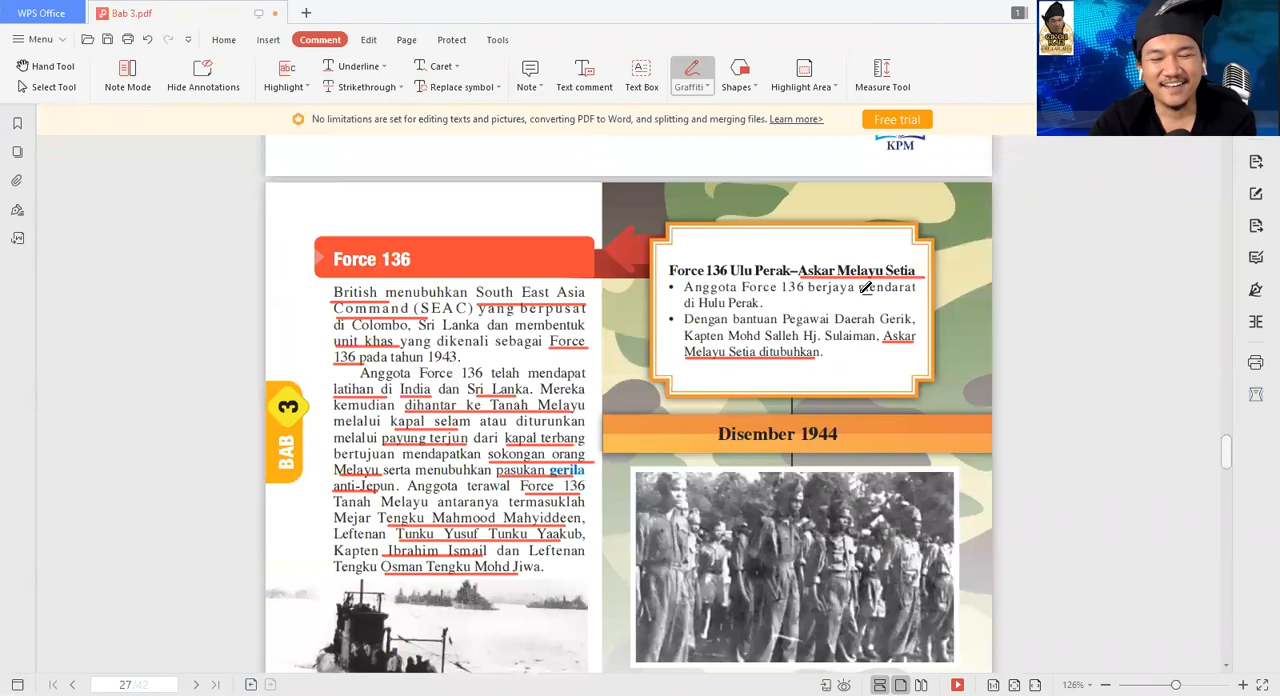 WPS Office
Bab 3.pdf
1
Menu
Home
Insert
Comment
Edit
Page
Protect
Tools
Hand Tool
Select Tool
Note Mode
Hide Annotations
Highlight
Underline
Strikethrough
Caret
Replace symbol
Note
Text comment
Text Box
Graffiti
Shapes
Highlight Area
Measure Tool
No limitations are set for editing texts and pictures, converting PDF to Word, and splitting and merging files. Learn more>
Free trial
KPM
Force 136
British menubuhkan South East Asia
Command (SEAC) yang berpusat
di Colombo, Sri Lanka dan membentuk
unit khas yang dikenali sebagai Force
136 pada tahun 1943.
Anggota Force 136 telah mendapat
latihan di India dan Sri Lanka. Mereka
kemudian dihantar ke Tanah Melayu
melalui kapal selam atau diturunkan
melalui payung terjun dari kapal terbang
bertujuan mendapatkan sokongan orang
Melayu serta menubuhkan pasukan gerila
anti-Jepun. Anggota terawal Force 136
Tanah Melayu antaranya termasuklah
Mejar Tengku Mahmood Mahyiddeen,
Leftenan Tunku Yusuf Tunku Yaakub,
Kapten Ibrahim Ismail dan Leftenan
Tengku Osman Tengku Mohd Jiwa.
BAB 3
Force 136 Ulu Perak–Askar Melayu Setia
• Anggota Force 136 berjaya mendarat
di Hulu Perak.
• Dengan bantuan Pegawai Daerah Gerik,
Kapten Mohd Salleh Hj. Sulaiman, Askar
Melayu Setia ditubuhkan.
Disember 1944
27/42
126%